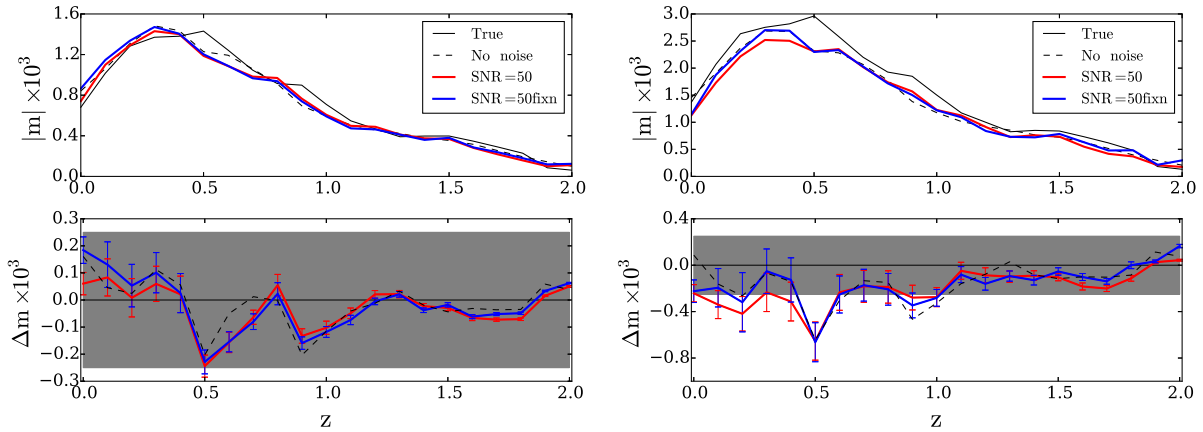 |m| ×10³
1.6
1.2
0.8
0.4
0.0
True
No noise
SNR=50
SNR=50fixn
0.0 0.5 1.0 1.5 2.0
|m| ×10³
3.0
2.5
2.0
1.5
1.0
0.5
0.0
True
No noise
SNR=50
SNR=50fixn
0.0 0.5 1.0 1.5 2.0
Δm ×10³
0.3
0.2
0.1
0.0
−0.1
−0.2
−0.3
0.0 0.5 1.0 1.5 2.0
z
Δm ×10³
0.4
0.0
−0.4
−0.8
0.0 0.5 1.0 1.5 2.0
z